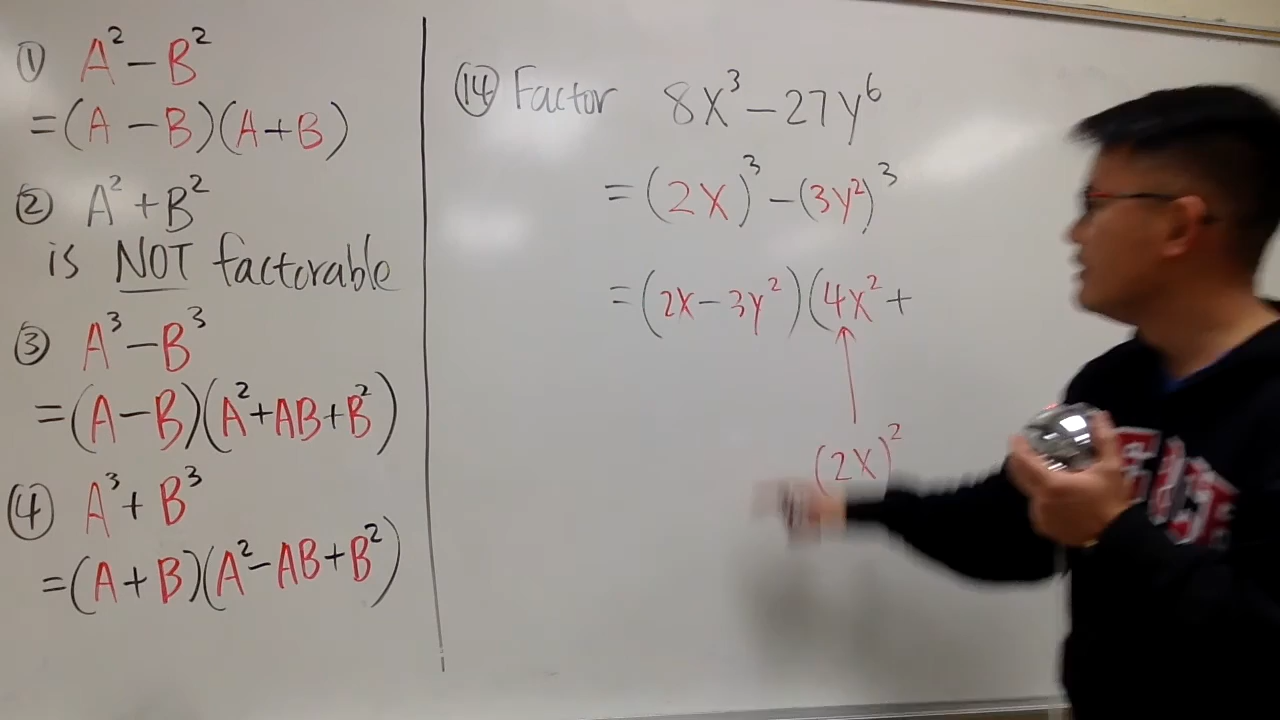 ① A² − B²
= (A − B)(A + B)
② A² + B²
is NOT factorable
③ A³ − B³
= (A − B)(A² + AB + B²)
④ A³ + B³
= (A + B)(A² − AB + B²)
⑭ Factor 8x³ − 27y⁶
= (2x)³ − (3y²)³
= (2x − 3y²)(4x² +
(2x)²